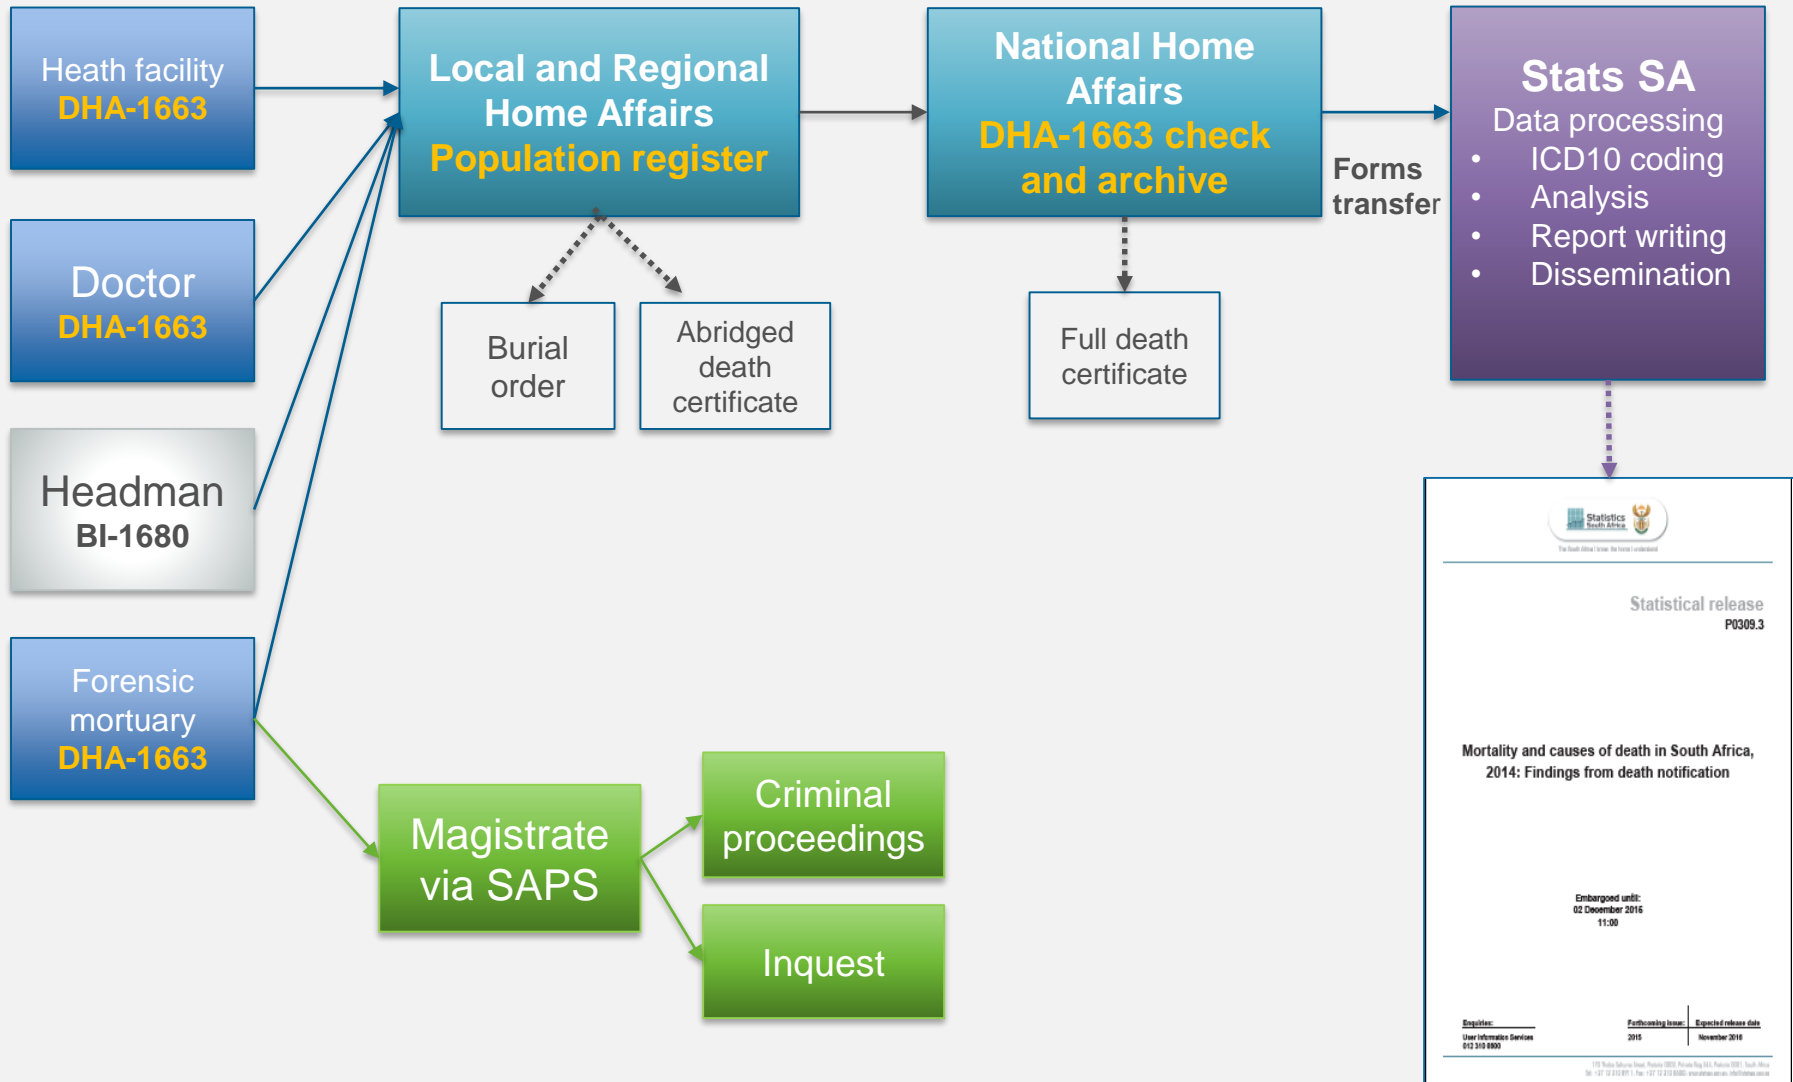 Heath facility
DHA-1663
Local and Regional
Home Affairs
Population register
National Home
Affairs
DHA-1663 check
and archive
Forms
transfer
Stats SA
Data processing
• ICD10 coding
• Analysis
• Report writing
• Dissemination
Doctor
DHA-1663
Burial
order
Abridged
death
certificate
Full death
certificate
Headman
BI-1680
Forensic
mortuary
DHA-1663
Magistrate
via SAPS
Criminal
proceedings
Inquest
Statistics
South Africa
Statistical release
P0309.3
Mortality and causes of death in South Africa,
2014: Findings from death notification
Embargoed until:
02 December 2015
11:00
Enquiries:
User Information Services
012 310 8600
Forthcoming issue:
2015
Expected release date
November 2016